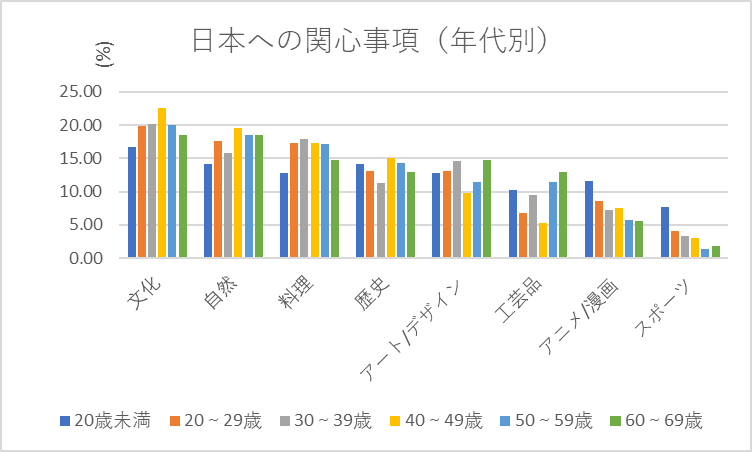 日本への関心事項（年代別）
(%)
25.00
20.00
15.00
10.00
5.00
0.00
文化
自然
料理
歴史
アート/デザイン
工芸品
アニメ/漫画
スポーツ
20歳未満 20～29歳 30～39歳 40～49歳 50～59歳 60～69歳